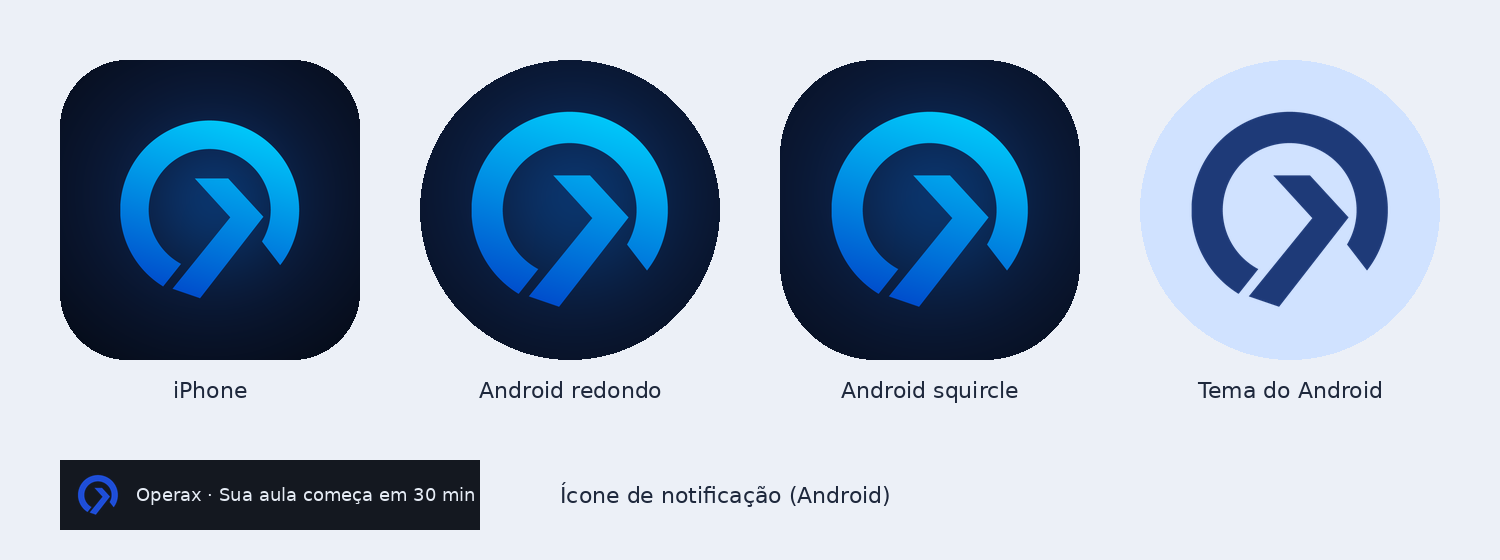 iPhone
Android redondo
Android squircle
Tema do Android
Operax · Sua aula começa em 30 min
Ícone de notificação (Android)